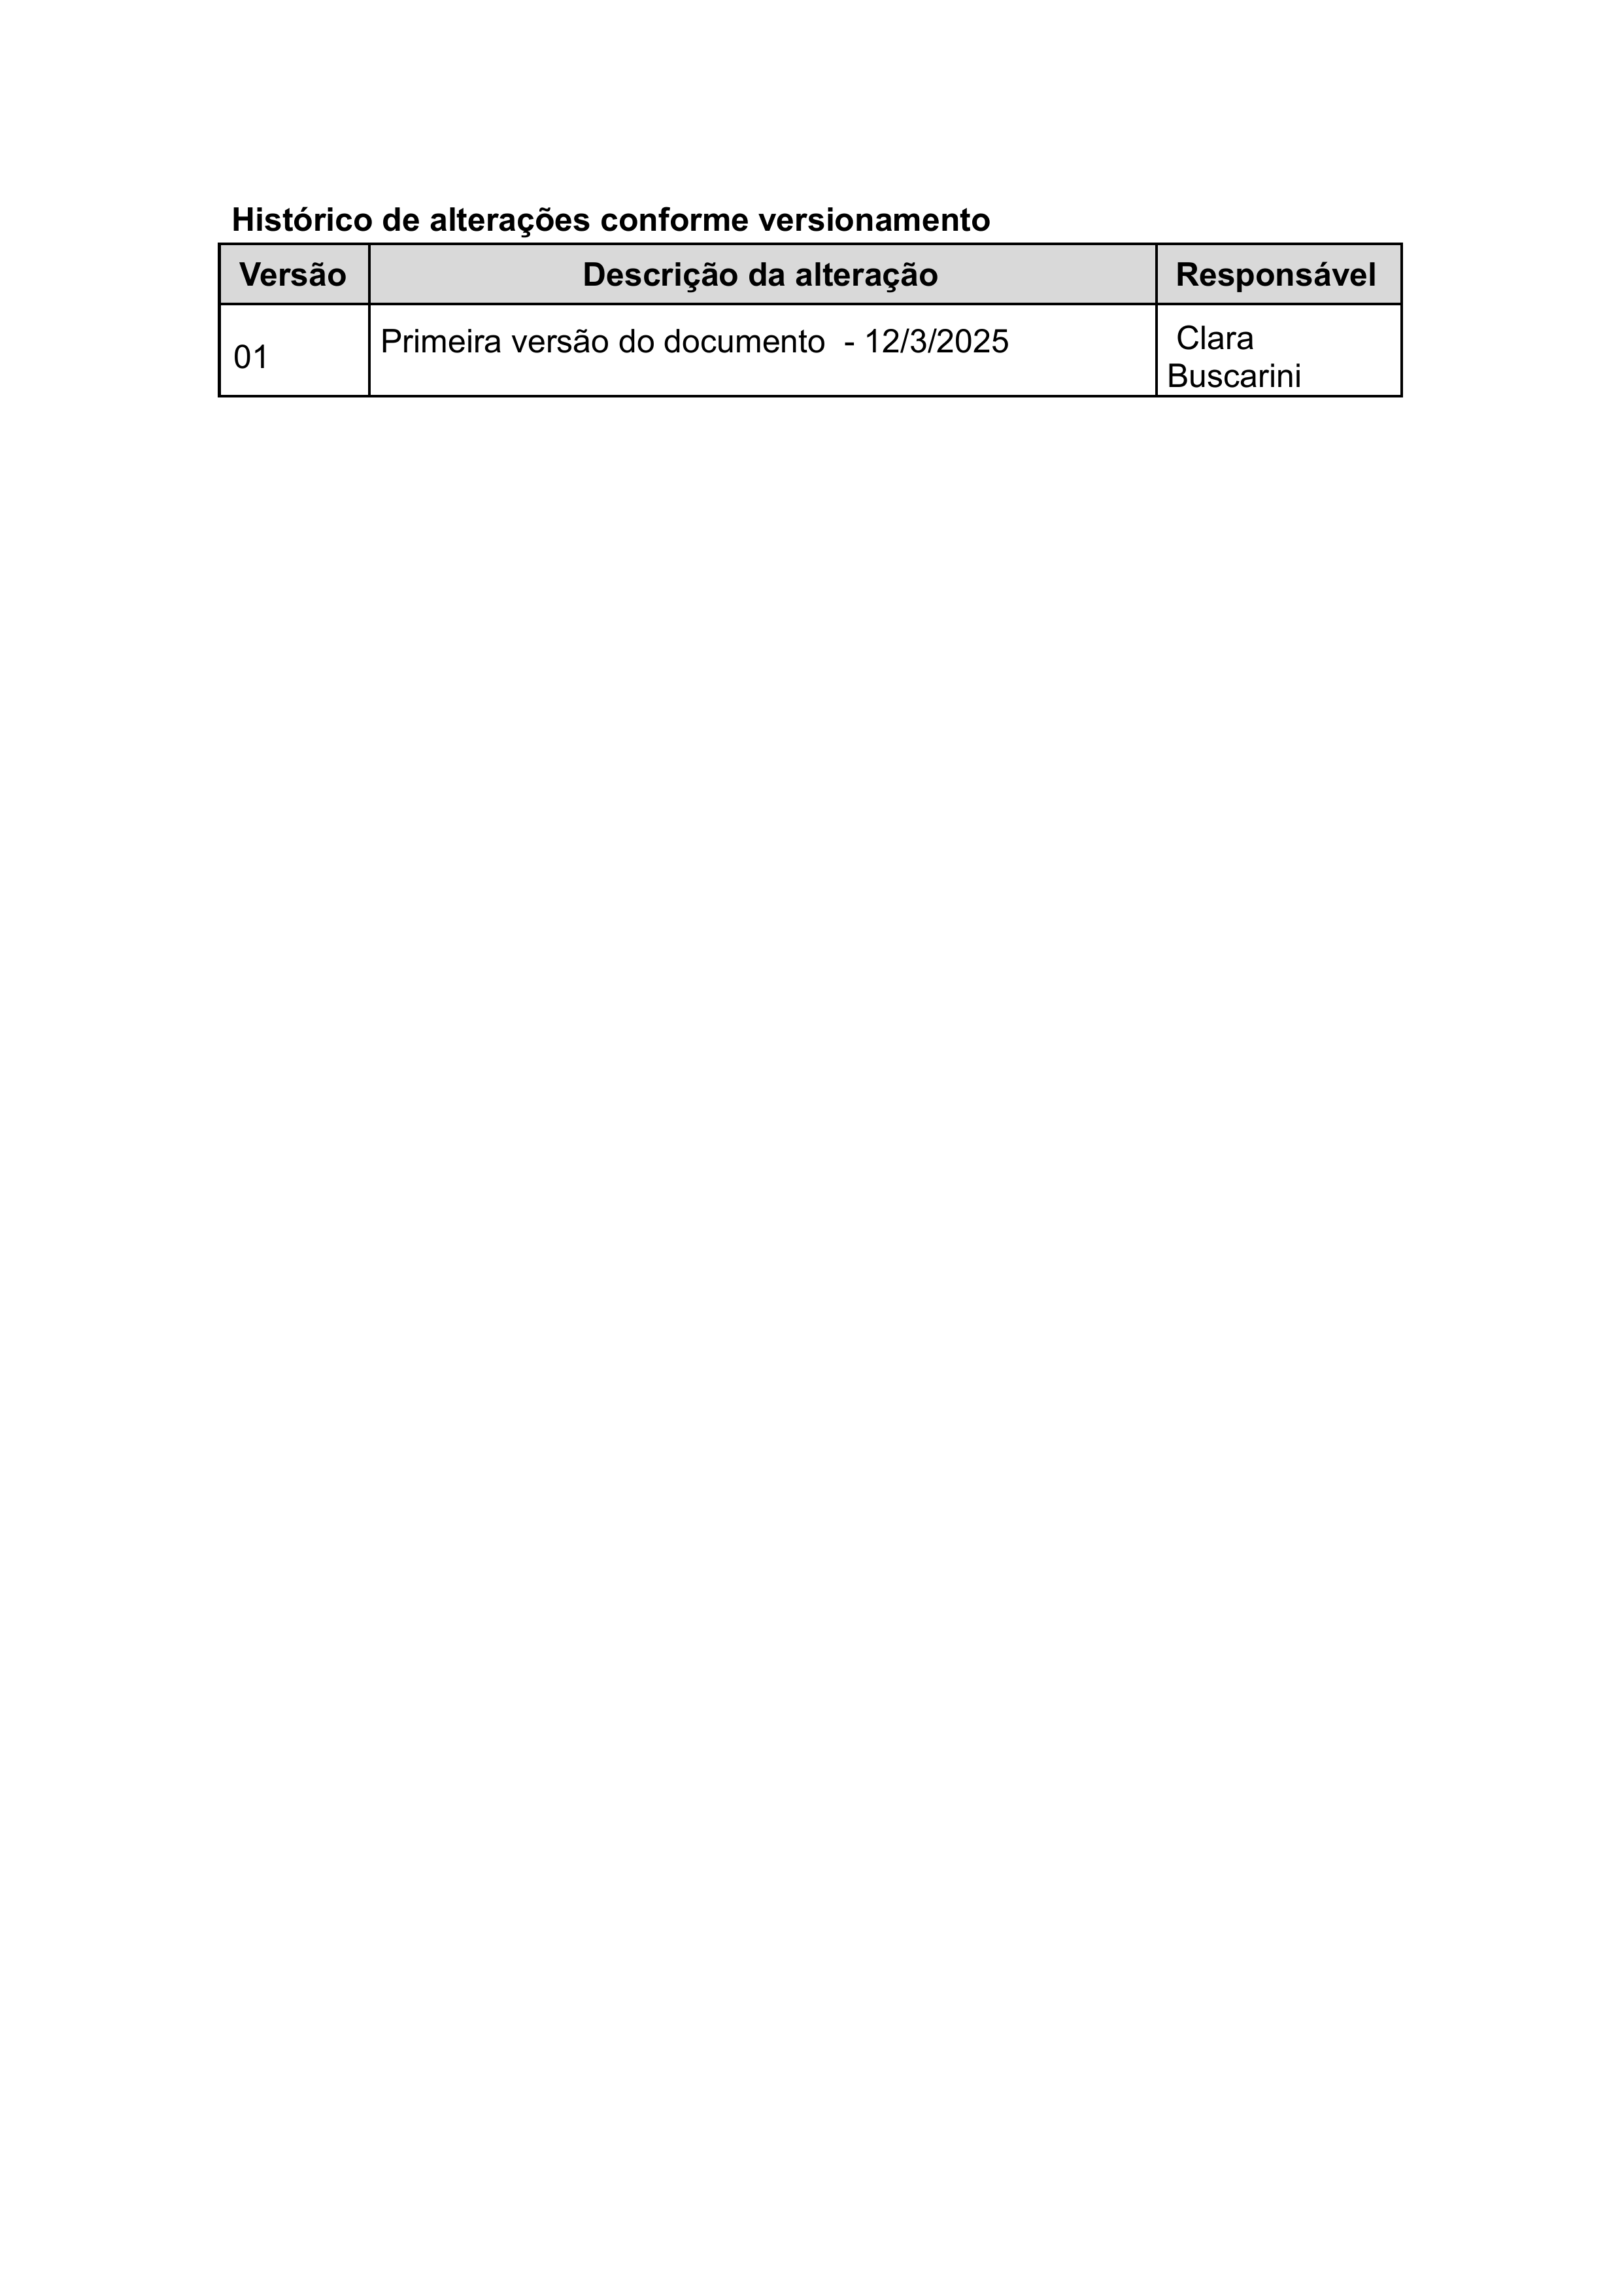 Histórico de alterações conforme versionamento
Versão Descrição da alteração Responsável
01 Primeira versão do documento - 12/3/2025 Clara
Buscarini